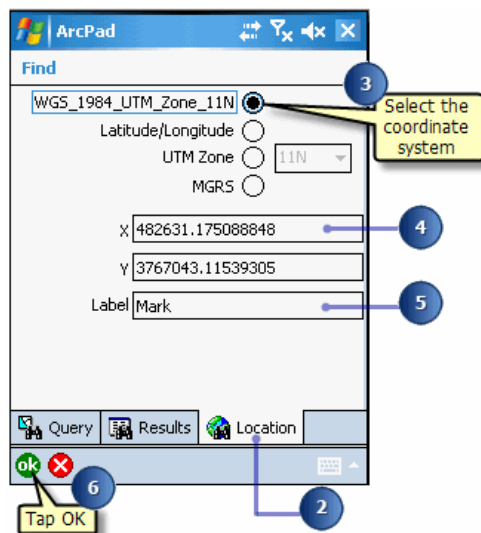 ArcPad
Find
3
WGS_1984_UTM_Zone_11N
Select the
coordinate
system
Latitude/Longitude
UTM Zone 11N
MGRS
X 482631.175088848
4
Y 3767043.11539305
Label Mark
5
Query Results Location
ok
6
2
Tap OK